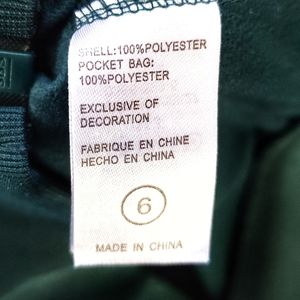 SHELL:100%POLYESTER
POCKET BAG:
100%POLYESTER
EXCLUSIVE OF
DECORATION
FABRIQUE EN CHINE
HECHO EN CHINA
6
MADE IN CHINA